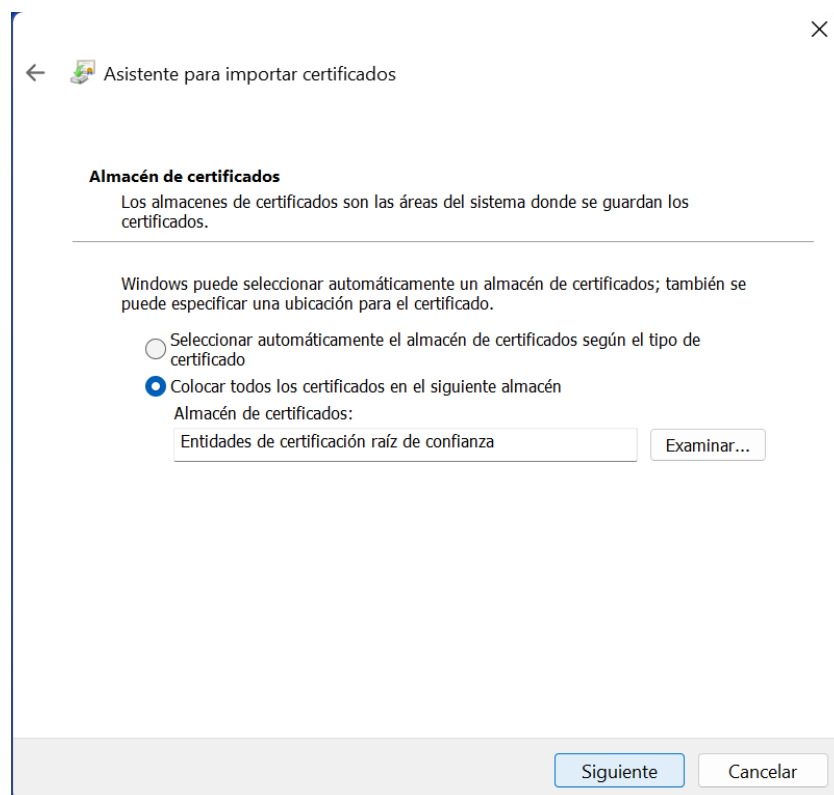 Asistente para importar certificados
Almacén de certificados
Los almacenes de certificados son las áreas del sistema donde se guardan los
certificados.
Windows puede seleccionar automáticamente un almacén de certificados; también se
puede especificar una ubicación para el certificado.
Seleccionar automáticamente el almacén de certificados según el tipo de
certificado
Colocar todos los certificados en el siguiente almacén
Almacén de certificados:
Entidades de certificación raíz de confianza
Examinar...
Siguiente
Cancelar